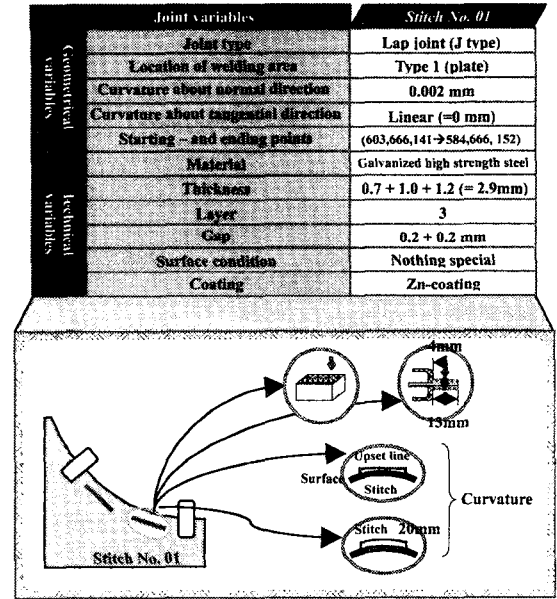 Joint variables Stitch No. 01
Geometrical variables
Joint type Lap joint (J type)
Location of welding area Type 1 (plate)
Curvature about normal direction 0.002 mm
Curvature about tangential direction Linear (=0 mm)
Starting – and ending points (603,666,141→584,666, 152)
Technical variables
Material Galvanized high strength steel
Thickness 0.7 + 1.0 + 1.2 (= 2.9mm)
Layer 3
Gap 0.2 + 0.2 mm
Surface condition Nothing special
Coating Zn-coating
4mm
13mm
Upset line
Surface
Stitch
Curvature
Stitch 20mm
Stitch No. 01